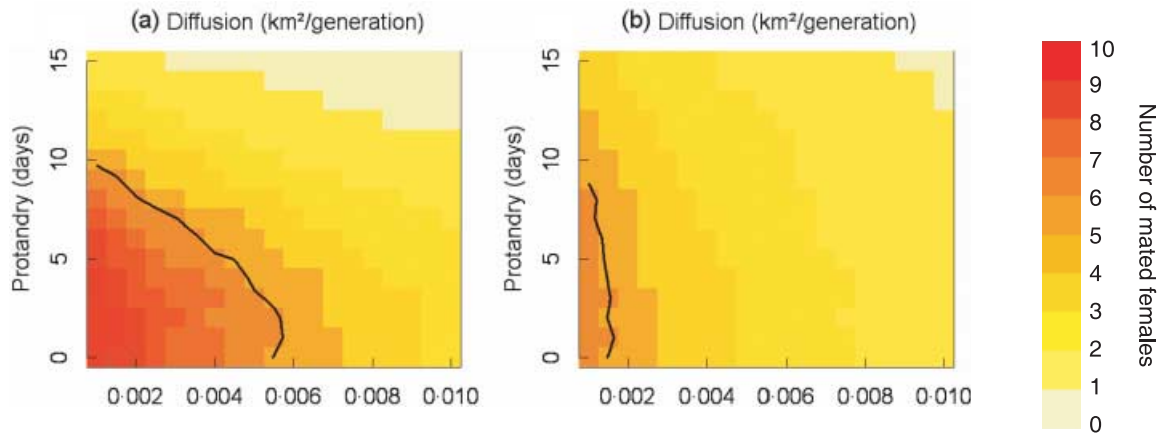 (a) Diffusion (km²/generation)
Protandry (days)
15
10
5
0
0·002 0·004 0·006 0·008 0·010
(b) Diffusion (km²/generation)
Protandry (days)
15
10
5
0
0·002 0·004 0·006 0·008 0·010
10
9
8
7
6
5
4
3
2
1
0
Number of mated females